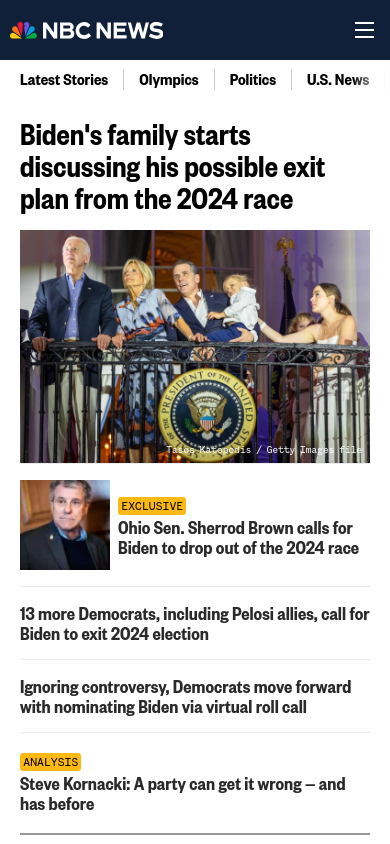 NBC NEWS
Latest Stories
Olympics
Politics
U.S. News
Biden's family starts
discussing his possible exit
plan from the 2024 race
SEAL OF THE PRESIDENT OF THE UNITED STATES
Tasos Katopodis / Getty Images file
EXCLUSIVE
Ohio Sen. Sherrod Brown calls for
Biden to drop out of the 2024 race
13 more Democrats, including Pelosi allies, call for
Biden to exit 2024 election
Ignoring controversy, Democrats move forward
with nominating Biden via virtual roll call
ANALYSIS
Steve Kornacki: A party can get it wrong — and
has before